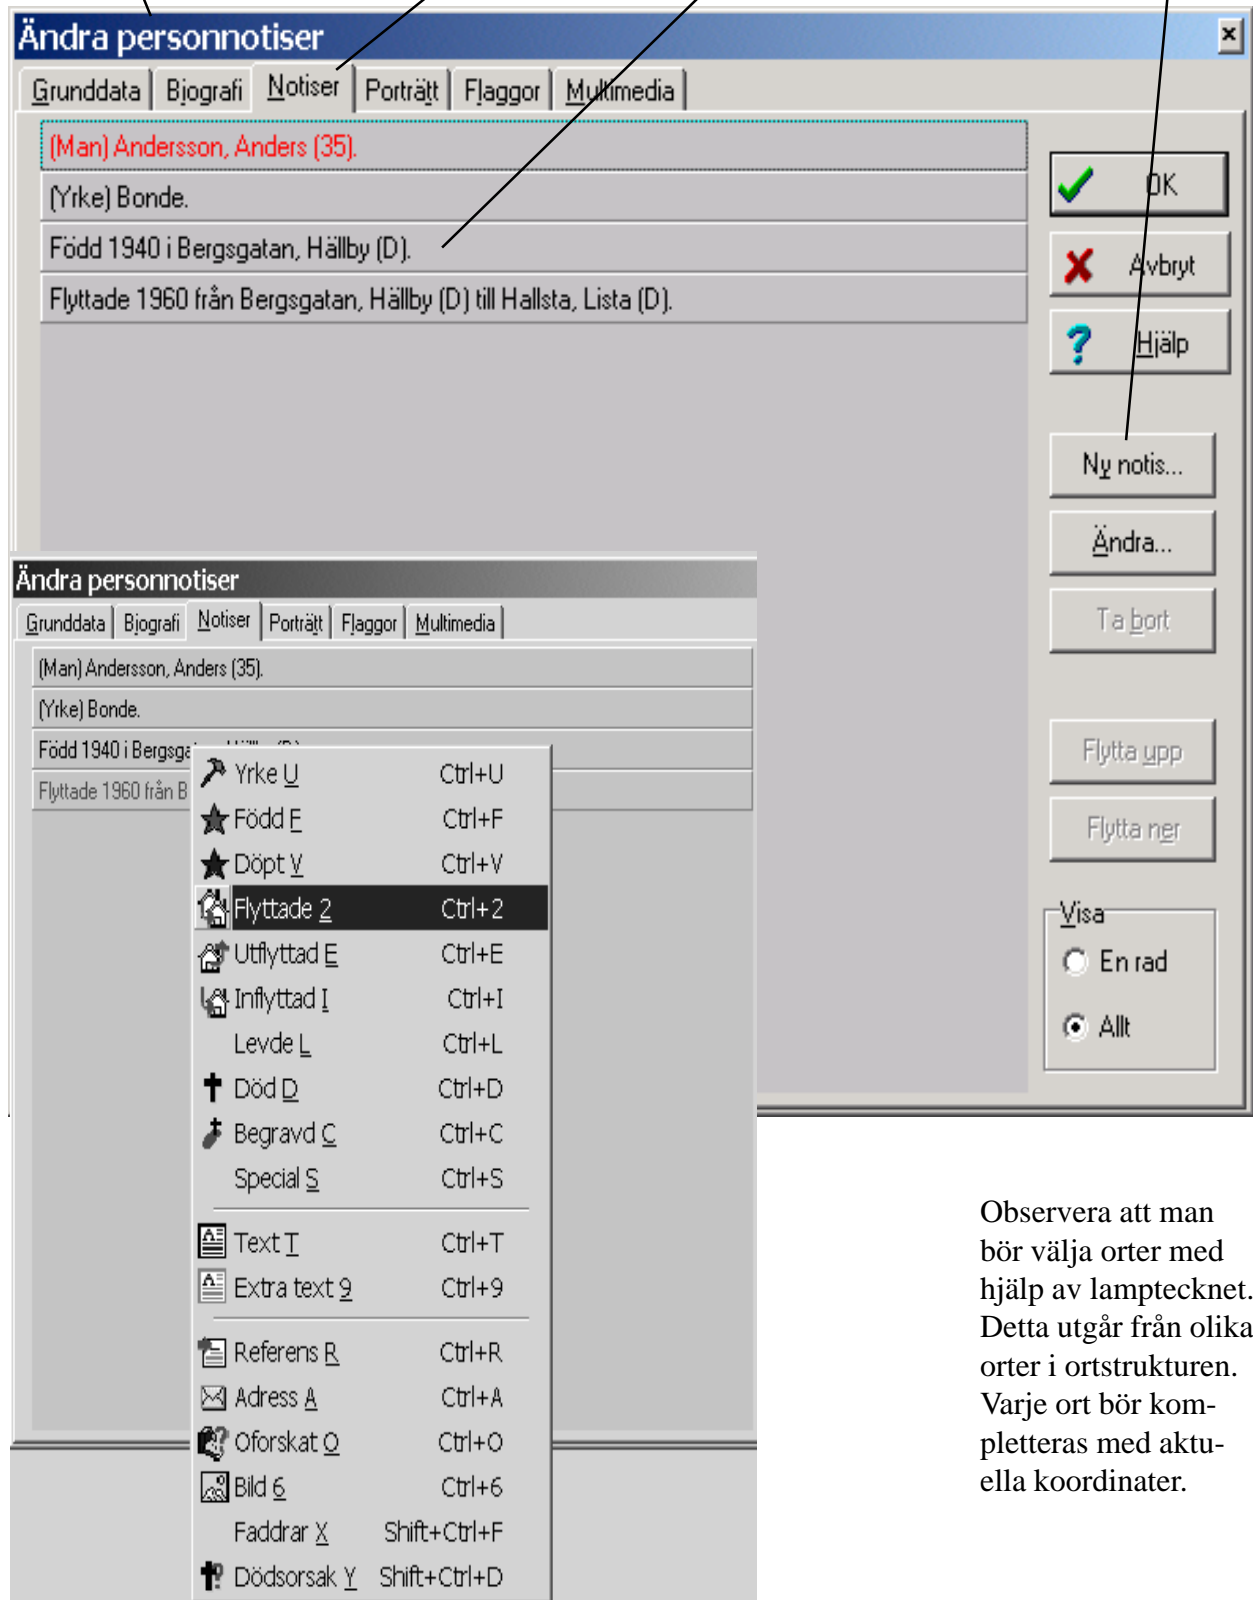 Ändra personnotiser
Grunddata Biografi Notiser Porträtt Flaggor Multimedia
(Man) Andersson, Anders (35).
(Yrke) Bonde.
Född 1940 i Bergsgatan, Hällby (D).
Flyttade 1960 från Bergsgatan, Hällby (D) till Hallsta, Lista (D).
OK
Avbryt
Hjälp
Ny notis...
Ändra...
Ta bort
Flytta upp
Flytta ner
Visa
En rad
Allt
Ändra personnotiser
Grunddata Biografi Notiser Porträtt Flaggor Multimedia
(Man) Andersson, Anders (35).
(Yrke) Bonde.
Född 1940 i Bergsga
Flyttade 1960 från B
Yrke U Ctrl+U
Född F Ctrl+F
Döpt V Ctrl+V
Flyttade 2 Ctrl+2
Utflyttad E Ctrl+E
Inflyttad I Ctrl+I
Levde L Ctrl+L
Död D Ctrl+D
Begravd C Ctrl+C
Special S Ctrl+S
Text T Ctrl+T
Extra text 9 Ctrl+9
Referens R Ctrl+R
Adress A Ctrl+A
Oforskat O Ctrl+O
Bild 6 Ctrl+6
Faddrar X Shift+Ctrl+F
Dödsorsak Y Shift+Ctrl+D
Observera att man
bör välja orter med
hjälp av lamptecknet.
Detta utgår från olika
orter i ortstrukturen.
Varje ort bör kom-
pletteras med aktu-
ella koordinater.